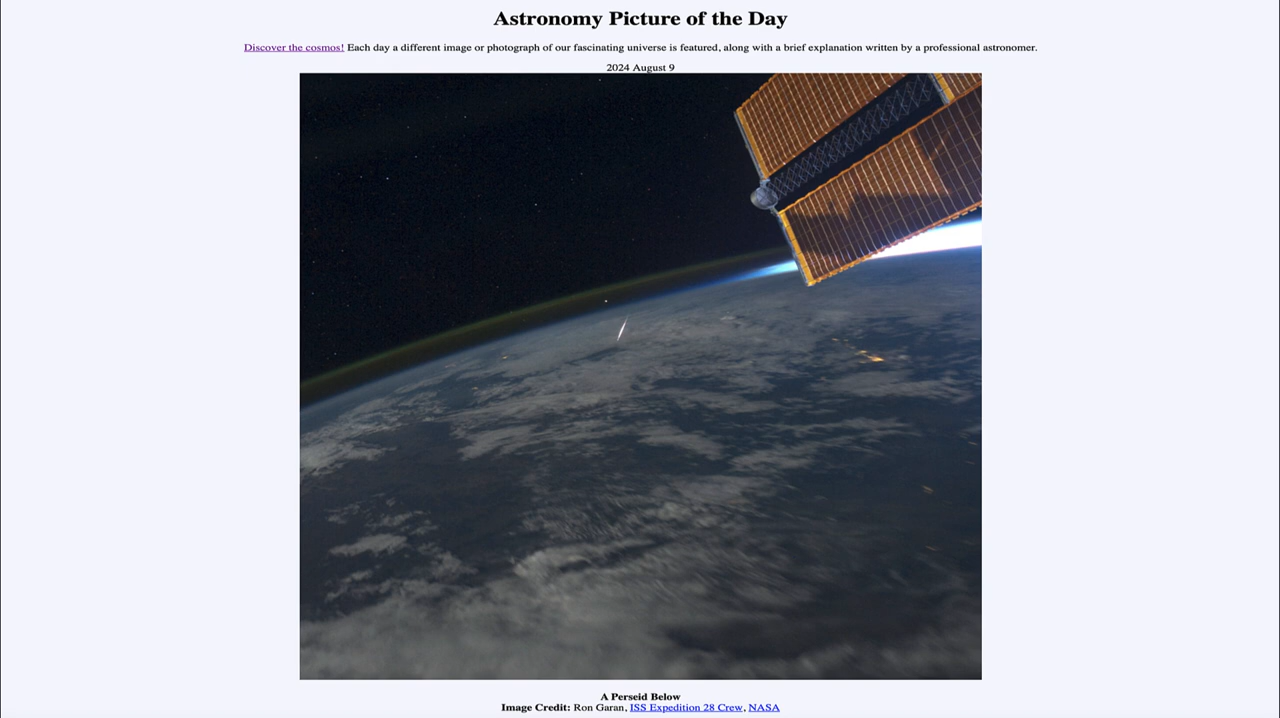 Astronomy Picture of the Day
Discover the cosmos! Each day a different image or photograph of our fascinating universe is featured, along with a brief explanation written by a professional astronomer.
2024 August 9
A Perseid Below
Image Credit: Ron Garan, ISS Expedition 28 Crew, NASA